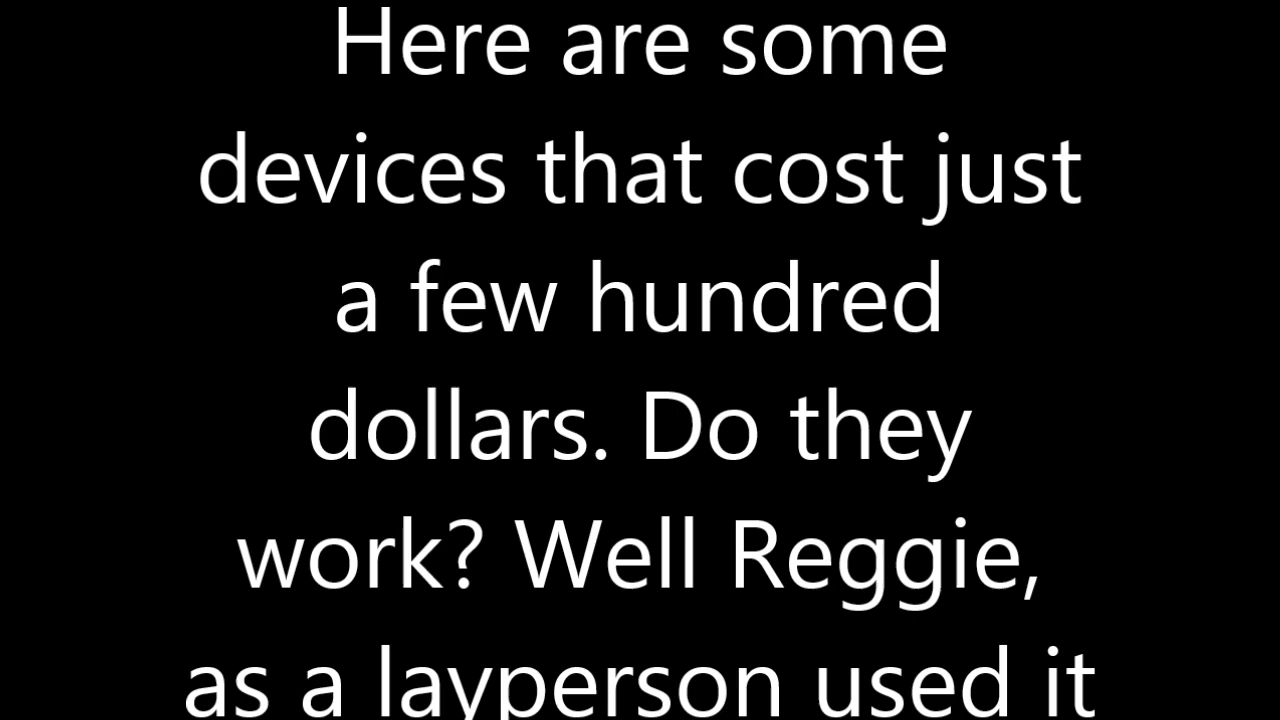 Here are some
devices that cost just
a few hundred
dollars. Do they
work? Well Reggie,
as a layperson used it